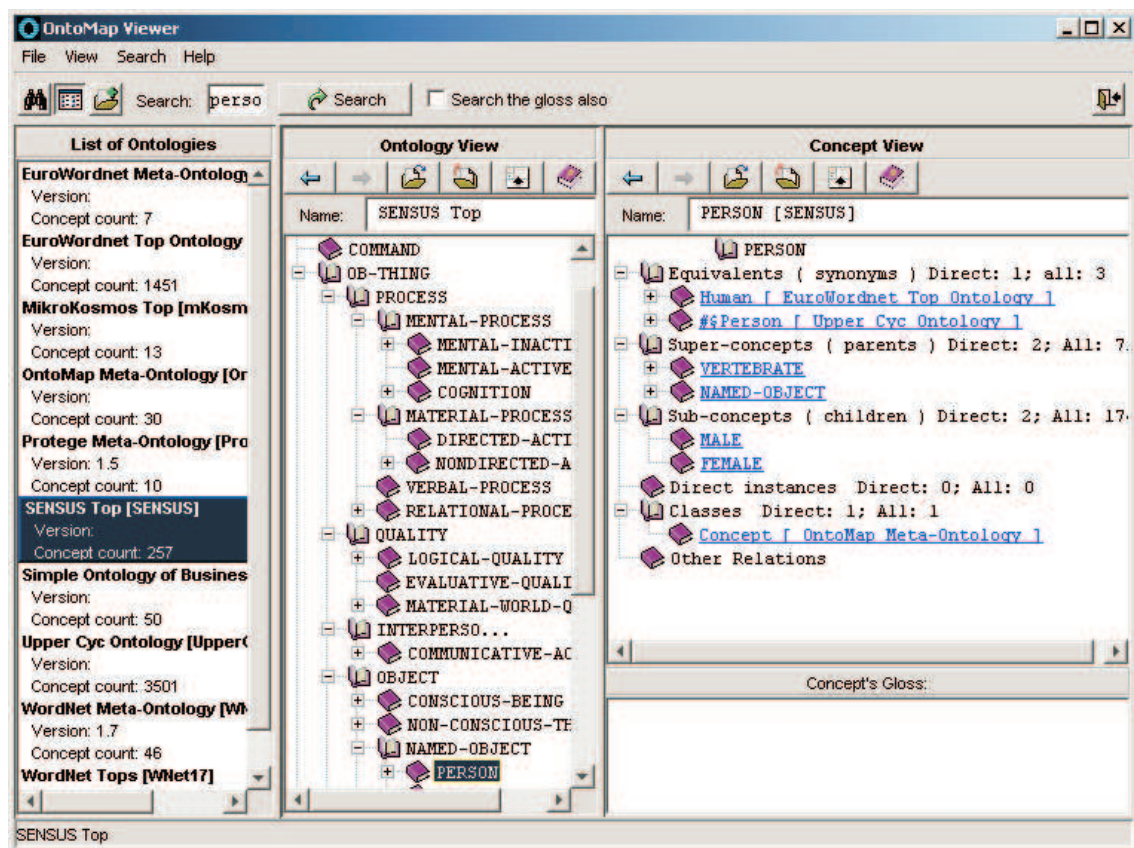 OntoMap Viewer
File View Search Help
Search: perso Search Search the gloss also
List of Ontologies
EuroWordnet Meta-Ontology
Version:
Concept count: 7
EuroWordnet Top Ontology
Version:
Concept count: 1451
MikroKosmos Top [mKosm
Version:
Concept count: 13
OntoMap Meta-Ontology [On
Version:
Concept count: 30
Protege Meta-Ontology [Pro
Version: 1.5
Concept count: 10
SENSUS Top [SENSUS]
Version:
Concept count: 257
Simple Ontology of Busines
Version:
Concept count: 50
Upper Cyc Ontology [UpperC
Version:
Concept count: 3501
WordNet Meta-Ontology [WN
Version: 1.7
Concept count: 46
WordNet Tops [WNet17]
Ontology View
Name: SENSUS Top
COMMAND
OB-THING
PROCESS
MENTAL-PROCESS
MENTAL-INACTI
MENTAL-ACTIVE
COGNITION
MATERIAL-PROCESS
DIRECTED-ACTI
NONDIRECTED-A
VERBAL-PROCESS
RELATIONAL-PROCE
QUALITY
LOGICAL-QUALITY
EVALUATIVE-QUALI
MATERIAL-WORLD-Q
INTERPERSO...
COMMUNICATIVE-AC
OBJECT
CONSCIOUS-BEING
NON-CONSCIOUS-TH
NAMED-OBJECT
PERSON
Concept View
Name: PERSON [SENSUS]
PERSON
Equivalents ( synonyms ) Direct: 1; all: 3
Human [ EuroWordnet Top Ontology ]
#$Person [ Upper Cyc Ontology ]
Super-concepts ( parents ) Direct: 2; All: 7
VERTEBRATE
NAMED-OBJECT
Sub-concepts ( children ) Direct: 2; All: 17
MALE
FEMALE
Direct instances Direct: 0; All: 0
Classes Direct: 1; All: 1
Concept [ OntoMap Meta-Ontology ]
Other Relations
Concept's Gloss:
SENSUS Top